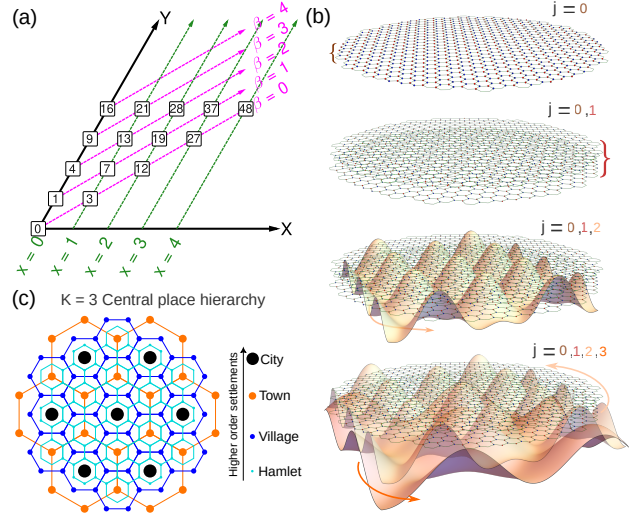 (a)
Y
β = 4
β = 3
β = 2
β = 1
β = 0
16 21 28 37 48
9 13 19 27
4 7 12
1 3
0
X
x = 0
x = 1
x = 2
x = 3
x = 4
(b)
j = 0
{
j = 0,1
}
j = 0,1,2
j = 0,1,2,3
(c)
K = 3 Central place hierarchy
Higher order settlements
City
Town
Village
Hamlet